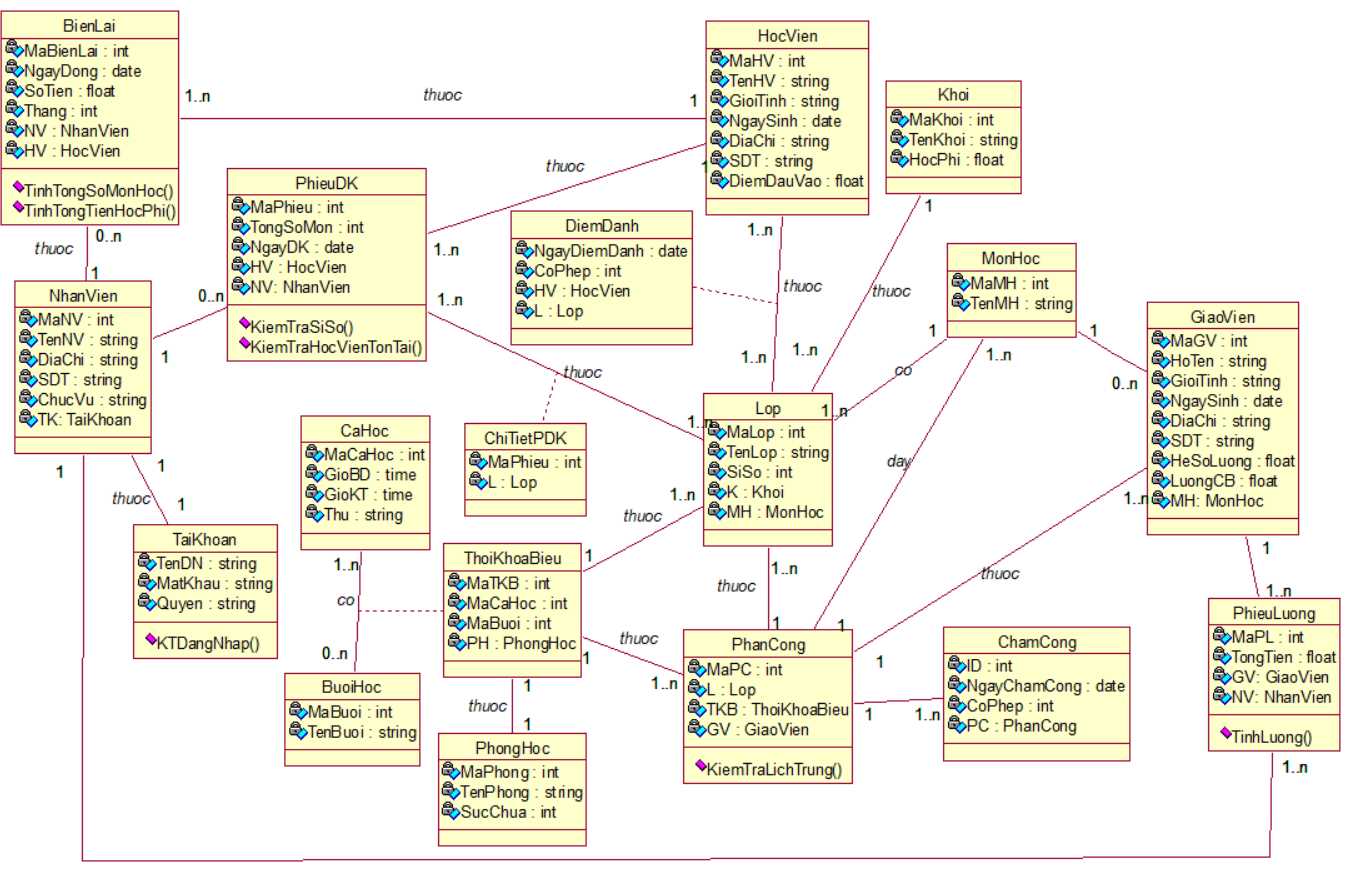 BienLai
MaBienLai : int
NgayDong : date
SoTien : float
Thang : int
NV : NhanVien
HV : HocVien
TinhTongSoMonHoc()
TinhTongTienHocPhi()
1..n
thuoc
1
HocVien
MaHV : int
TenHV : string
GioiTinh : string
NgaySinh : date
DiaChi : string
SDT : string
DiemDauVao : float
Khoi
MaKhoi : int
TenKhoi : string
HocPhi : float
1
PhieuDK
MaPhieu : int
TongSoMon : int
NgayDK : date
HV : HocVien
NV: NhanVien
KiemTraSiSo()
KiemTraHocVienTonTai()
thuoc
1
1..n
1..n
0..n
thuoc
0..n
1
NhanVien
MaNV : int
TenNV : string
DiaChi : string
SDT : string
ChucVu : string
TK: TaiKhoan
1
1
1
DiemDanh
NgayDiemDanh : date
CoPhep : int
HV : HocVien
L : Lop
1..n
thuoc
1..n
thuoc
1..n
MonHoc
MaMH : int
TenMH : string
1
co
1..n
1..n
1
0..n
GiaoVien
MaGV : int
HoTen : string
GioiTinh : string
NgaySinh : date
DiaChi : string
SDT : string
HeSoLuong : float
LuongCB : float
MH: MonHoc
1..n
1
thuoc
1..n
Lop
MaLop : int
TenLop : string
SiSo : int
K : Khoi
MH : MonHoc
day
1
ChiTietPDK
MaPhieu : int
L : Lop
CaHoc
MaCaHoc : int
GioBD : time
GioKT : time
Thu : string
1..n
co
0..n
thuoc
1
TaiKhoan
TenDN : string
MatKhau : string
Quyen : string
KTDangNhap()
ThoiKhoaBieu
MaTKB : int
MaCaHoc : int
MaBuoi : int
PH : PhongHoc
1
thuoc
1..n
1..n
thuoc
1
thuoc
1
1..n
thuoc
1
PhanCong
MaPC : int
L : Lop
TKB : ThoiKhoaBieu
GV : GiaoVien
KiemTraLichTrung()
1
1
1..n
ChamCong
ID : int
NgayChamCong : date
CoPhep : int
PC : PhanCong
1..n
PhieuLuong
MaPL : int
TongTien : float
GV: GiaoVien
NV: NhanVien
TinhLuong()
1..n
BuoiHoc
MaBuoi : int
TenBuoi : string
1
thuoc
1
PhongHoc
MaPhong : int
TenPhong : string
SucChua : int